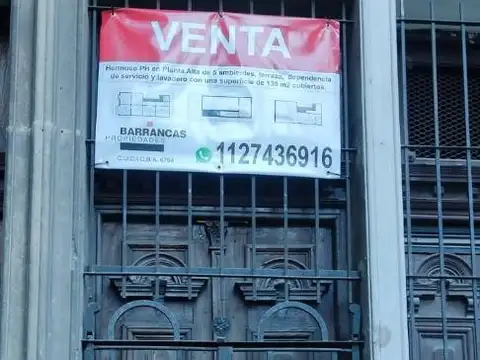 VENTA
Hermoso PH en Planta Alta de 5 ambientes, terraza, dependencia
de servicio y lavadero con una superficie de 135 m2 cubiertos.
BARRANCAS
PROPIEDADES
1127436916
C.U.C.I.C.B.A. 6754